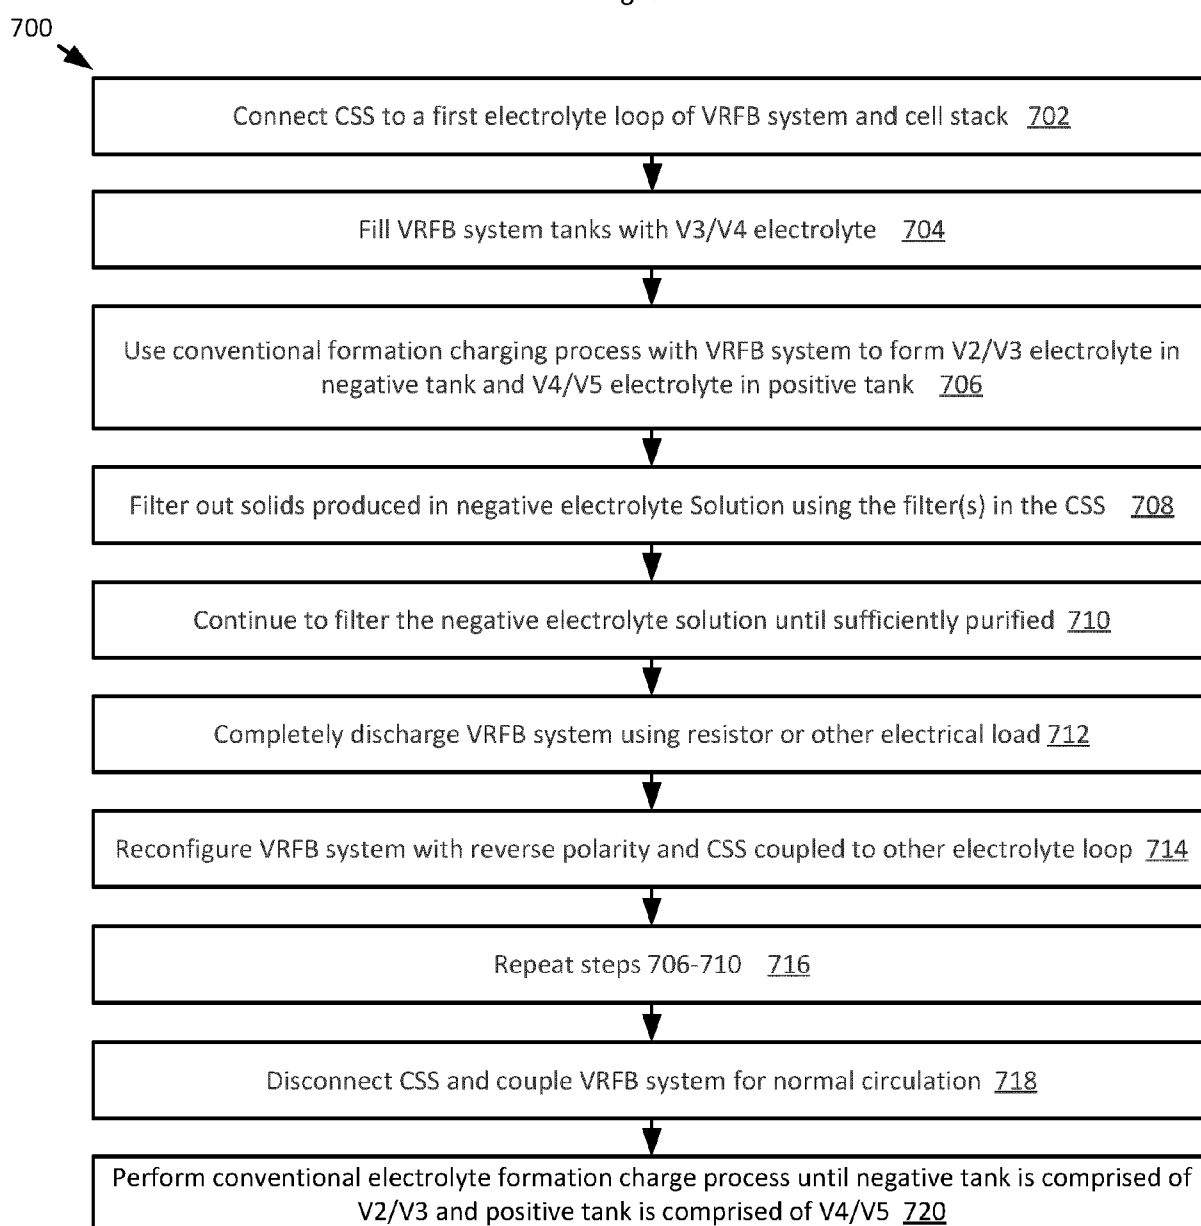 700
Connect CSS to a first electrolyte loop of VRFB system and cell stack 702
Fill VRFB system tanks with V3/V4 electrolyte 704
Use conventional formation charging process with VRFB system to form V2/V3 electrolyte in
negative tank and V4/V5 electrolyte in positive tank 706
Filter out solids produced in negative electrolyte Solution using the filter(s) in the CSS 708
Continue to filter the negative electrolyte solution until sufficiently purified 710
Completely discharge VRFB system using resistor or other electrical load 712
Reconfigure VRFB system with reverse polarity and CSS coupled to other electrolyte loop 714
Repeat steps 706-710 716
Disconnect CSS and couple VRFB system for normal circulation 718
Perform conventional electrolyte formation charge process until negative tank is comprised of
V2/V3 and positive tank is comprised of V4/V5 720